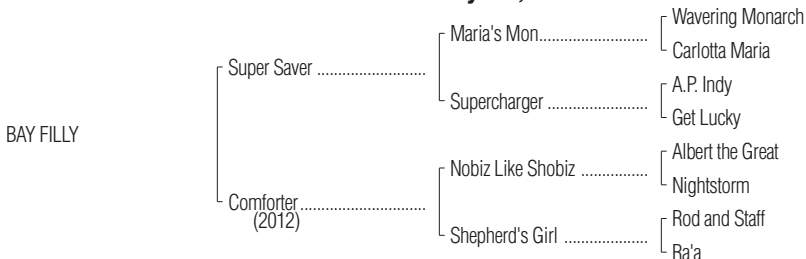 Wavering Monarch
Maria's Mon
Carlotta Maria
Super Saver
A.P. Indy
Supercharger
Get Lucky
BAY FILLY
Albert the Great
Nobiz Like Shobiz
Nightstorm
Comforter
(2012)
Rod and Staff
Shepherd's Girl
Ra'a